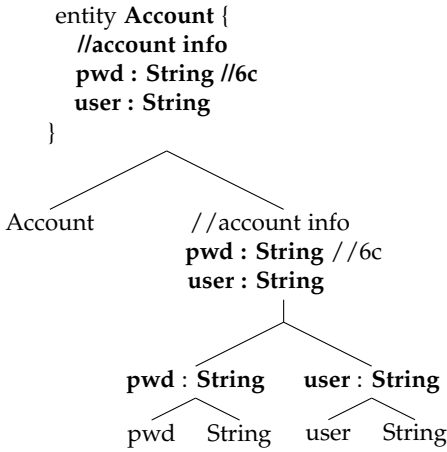 entity Account {
//account info
pwd : String //6c
user : String
}
Account
//account info
pwd : String //6c
user : String
pwd : String
user : String
pwd
String
user
String